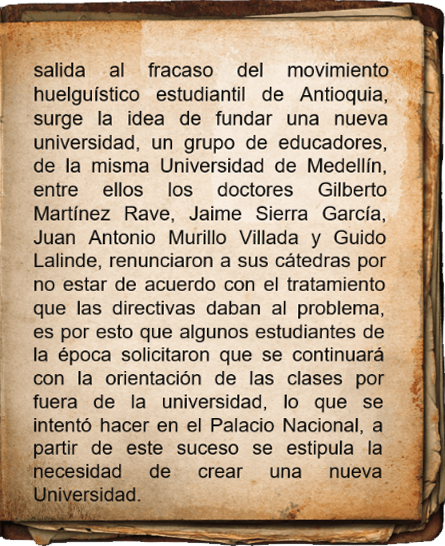 salida al fracaso del movimiento
huelguístico estudiantil de Antioquia,
surge la idea de fundar una nueva
universidad, un grupo de educadores,
de la misma Universidad de Medellín,
entre ellos los doctores Gilberto
Martínez Rave, Jaime Sierra García,
Juan Antonio Murillo Villada y Guido
Lalinde, renunciaron a sus cátedras por
no estar de acuerdo con el tratamiento
que las directivas daban al problema,
es por esto que algunos estudiantes de
la época solicitaron que se continuará
con la orientación de las clases por
fuera de la universidad, lo que se
intentó hacer en el Palacio Nacional, a
partir de este suceso se estipula la
necesidad de crear una nueva
Universidad.